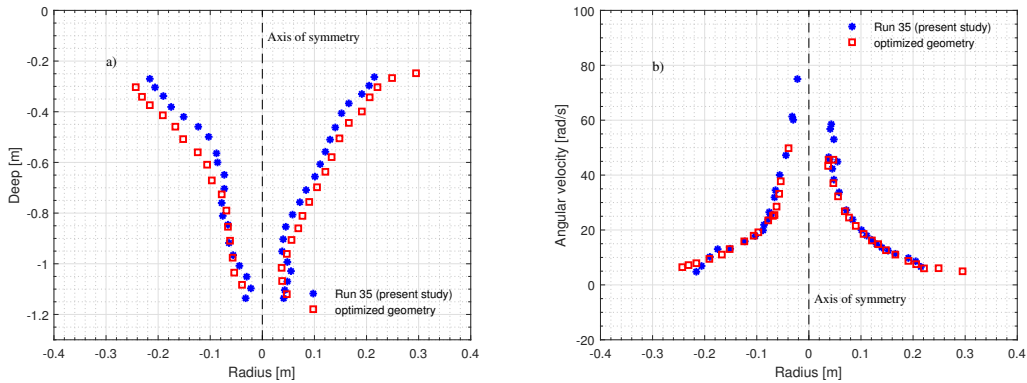 0
-0.2
-0.4
-0.6
-0.8
-1
-1.2
Deep [m]
a)
Axis of symmetry
Run 35 (present study)
optimized geometry
-0.4
-0.3
-0.2
-0.1
0
0.1
0.2
0.3
0.4
Radius [m]
100
80
60
40
20
0
-20
Angular velocity [rad/s]
b)
Run 35 (present study)
optimized geometry
Axis of symmetry
-0.4
-0.3
-0.2
-0.1
0
0.1
0.2
0.3
0.4
Radius [m]